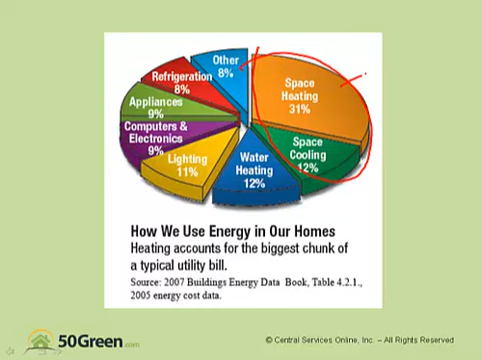 Other
8%
Refrigeration
8%
Appliances
9%
Computers &
Electronics
9%
Lighting
11%
Water
Heating
12%
Space
Cooling
12%
Space
Heating
31%
How We Use Energy in Our Homes
Heating accounts for the biggest chunk of
a typical utility bill.
Source: 2007 Buildings Energy Data Book, Table 4.2.1.,
2005 energy cost data.
50Green.com
© Central Services Online, Inc. – All Rights Reserved